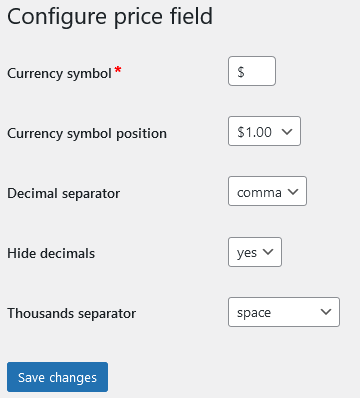 Configure price field
Currency symbol* $
Currency symbol position $1.00
Decimal separator comma
Hide decimals yes
Thousands separator space
Save changes